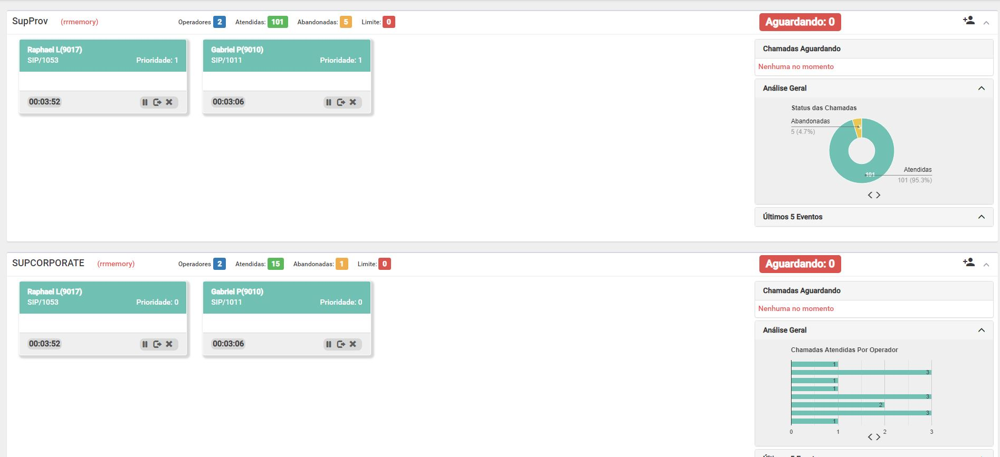 SupProv (rrmemory) Operadores 2 Atendidas: 101 Abandonadas: 5 Limite: 0 Aguardando: 0
Raphael L(9017)
SIP/1053 Prioridade: 1
00:03:52
Gabriel P(9010)
SIP/1011 Prioridade: 1
00:03:06
Chamadas Aguardando
Nenhuma no momento
Análise Geral
Status das Chamadas
Abandonadas
5 (4.7%)
5
101
Atendidas
101 (95.3%)
Últimos 5 Eventos
SUPCORPORATE (rrmemory) Operadores 2 Atendidas: 15 Abandonadas: 1 Limite: 0 Aguardando: 0
Raphael L(9017)
SIP/1053 Prioridade: 0
00:03:52
Gabriel P(9010)
SIP/1011 Prioridade: 0
00:03:06
Chamadas Aguardando
Nenhuma no momento
Análise Geral
Chamadas Atendidas Por Operador
1
3
1
1
3
2
3
1
0 1 2 3
Últimos 5 Eventos